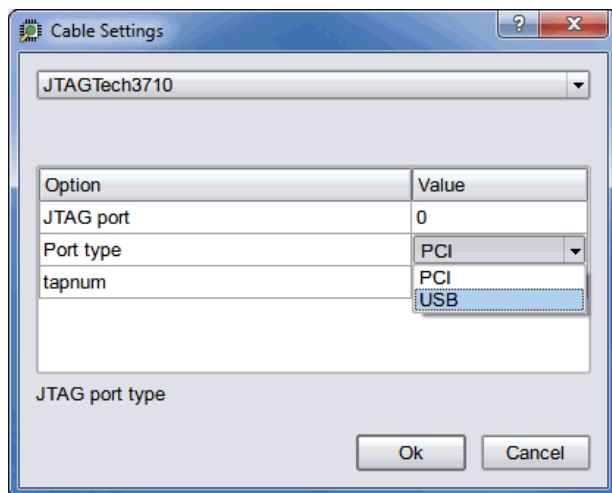 Cable Settings
?
X
JTAGTech3710
Option Value
JTAG port 0
Port type PCI
tapnum PCI
USB
JTAG port type
Ok Cancel